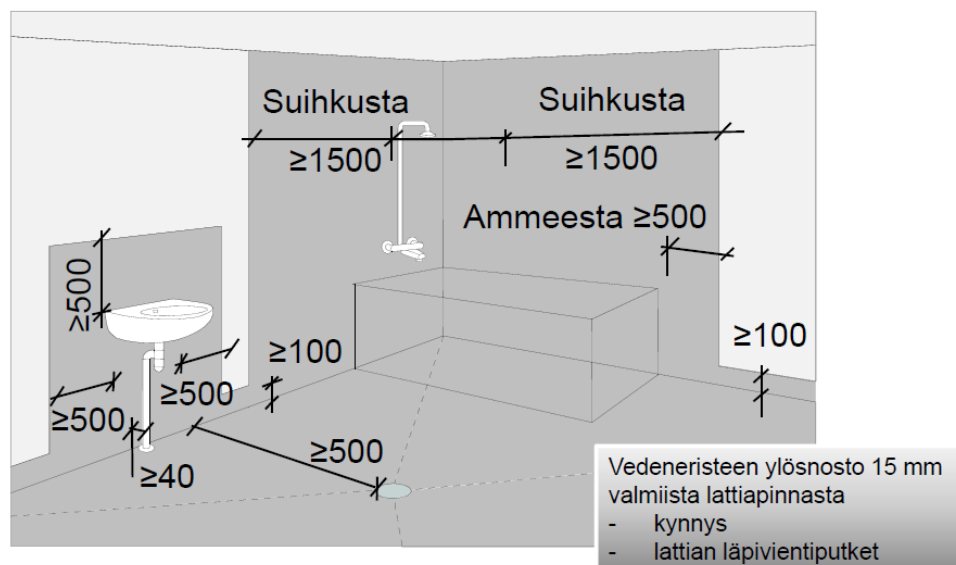 Suihkusta
Suihkusta
≥1500
≥1500
Ammeesta ≥500
≥500
≥100
≥100
≥500
≥500
≥500
≥40
Vedeneristeen ylösnosto 15 mm
valmiista lattiapinnasta
- kynnys
- lattian läpivientiputket